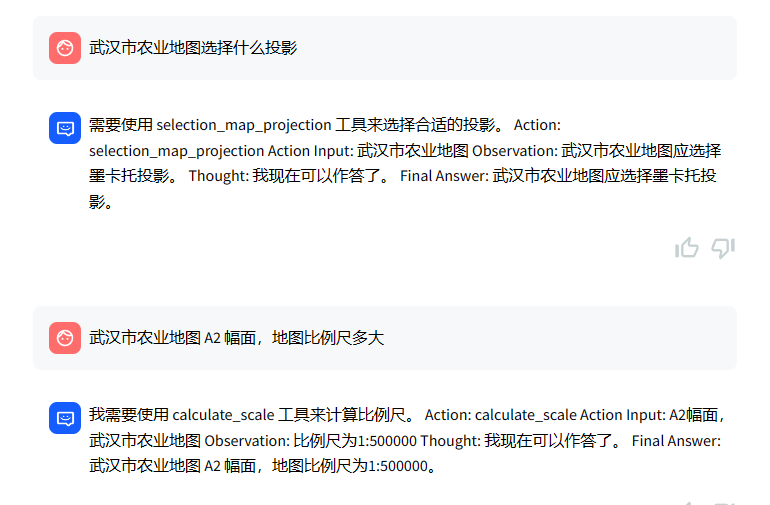 武汉市农业地图选择什么投影
需要使用 selection_map_projection 工具来选择合适的投影。 Action:
selection_map_projection Action Input: 武汉市农业地图 Observation: 武汉市农业地图应选择
墨卡托投影。 Thought: 我现在可以作答了。 Final Answer: 武汉市农业地图应选择墨卡托投
影。
武汉市农业地图 A2 幅面，地图比例尺多大
我需要使用 calculate_scale 工具来计算比例尺。 Action: calculate_scale Action Input: A2幅面，
武汉市农业地图 Observation: 比例尺为1:500000 Thought: 我现在可以作答了。 Final Answer:
武汉市农业地图 A2 幅面，地图比例尺为1:500000。